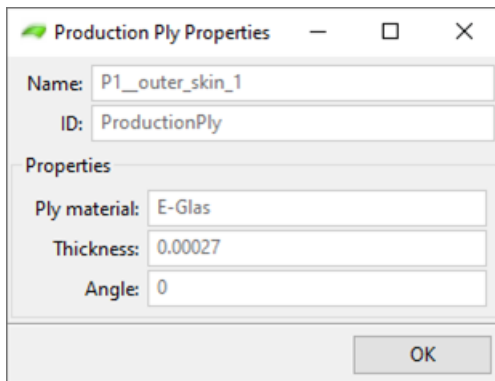 Production Ply Properties
Name: P1__outer_skin_1
ID: ProductionPly
Properties
Ply material: E-Glas
Thickness: 0.00027
Angle: 0
OK